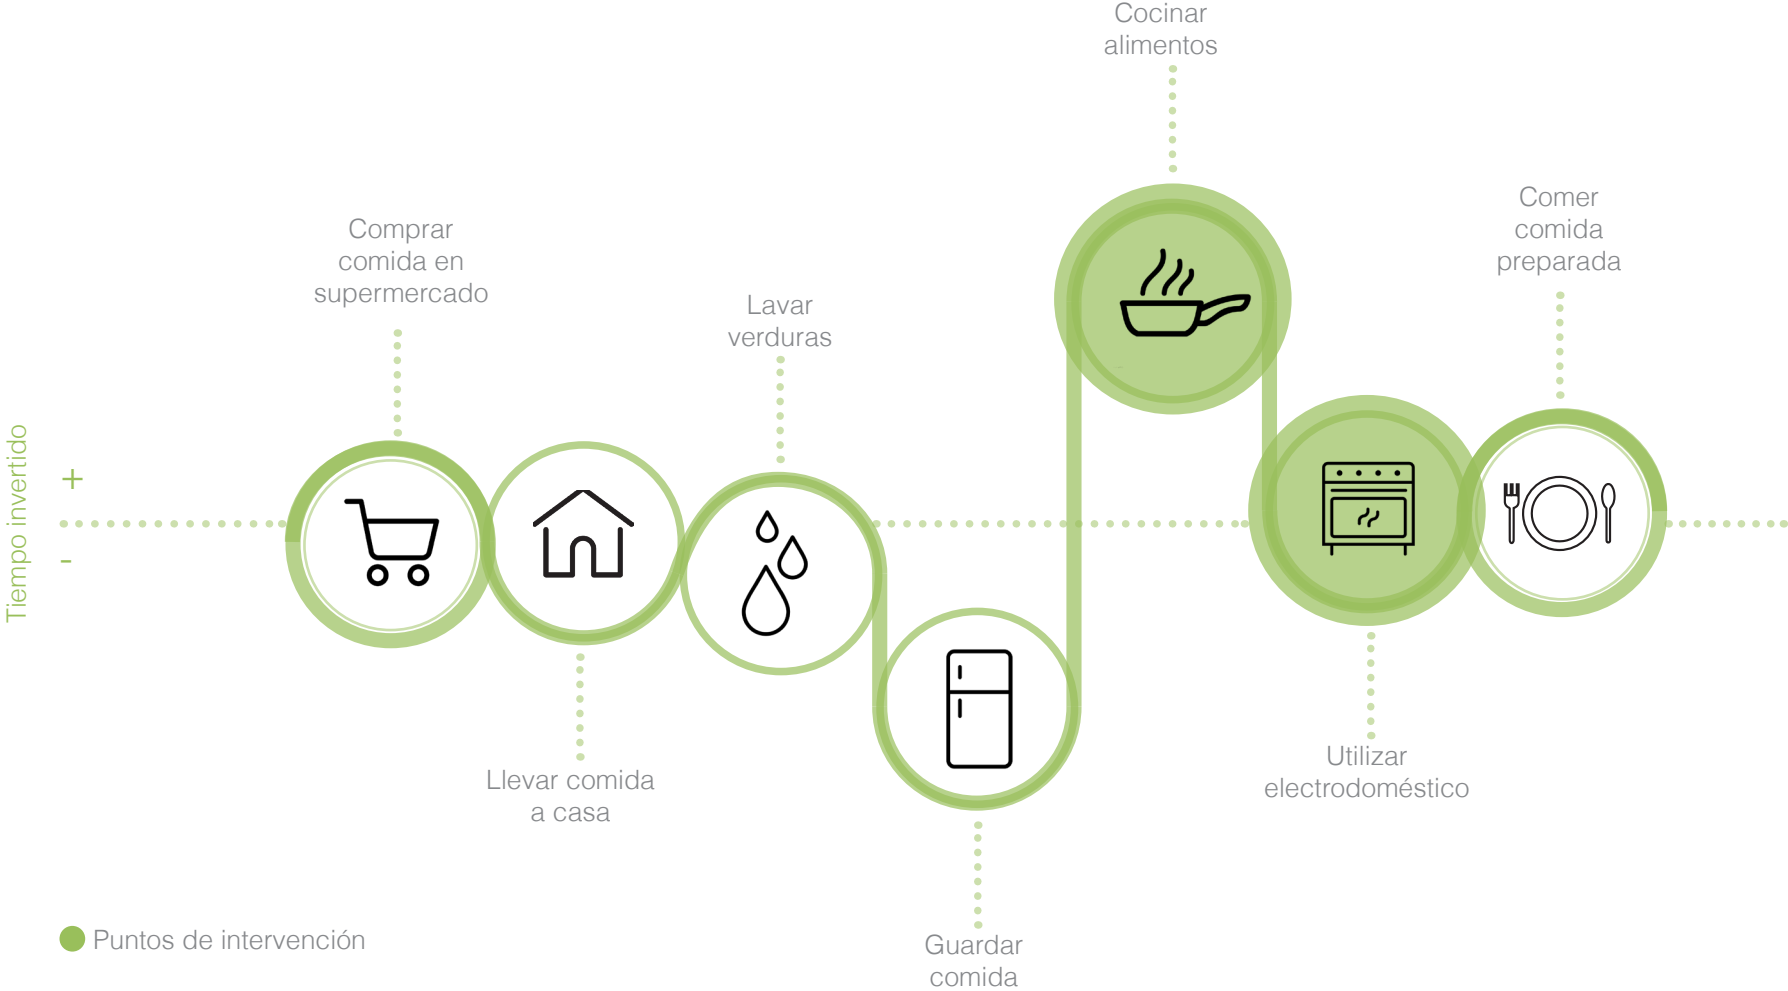 Cocinar
alimentos
Comer
comida
preparada
Comprar
comida en
supermercado
Lavar
verduras
Tiempo invertido
+
-
Llevar comida
a casa
Utilizar
electrodoméstico
Guardar
comida
Puntos de intervención